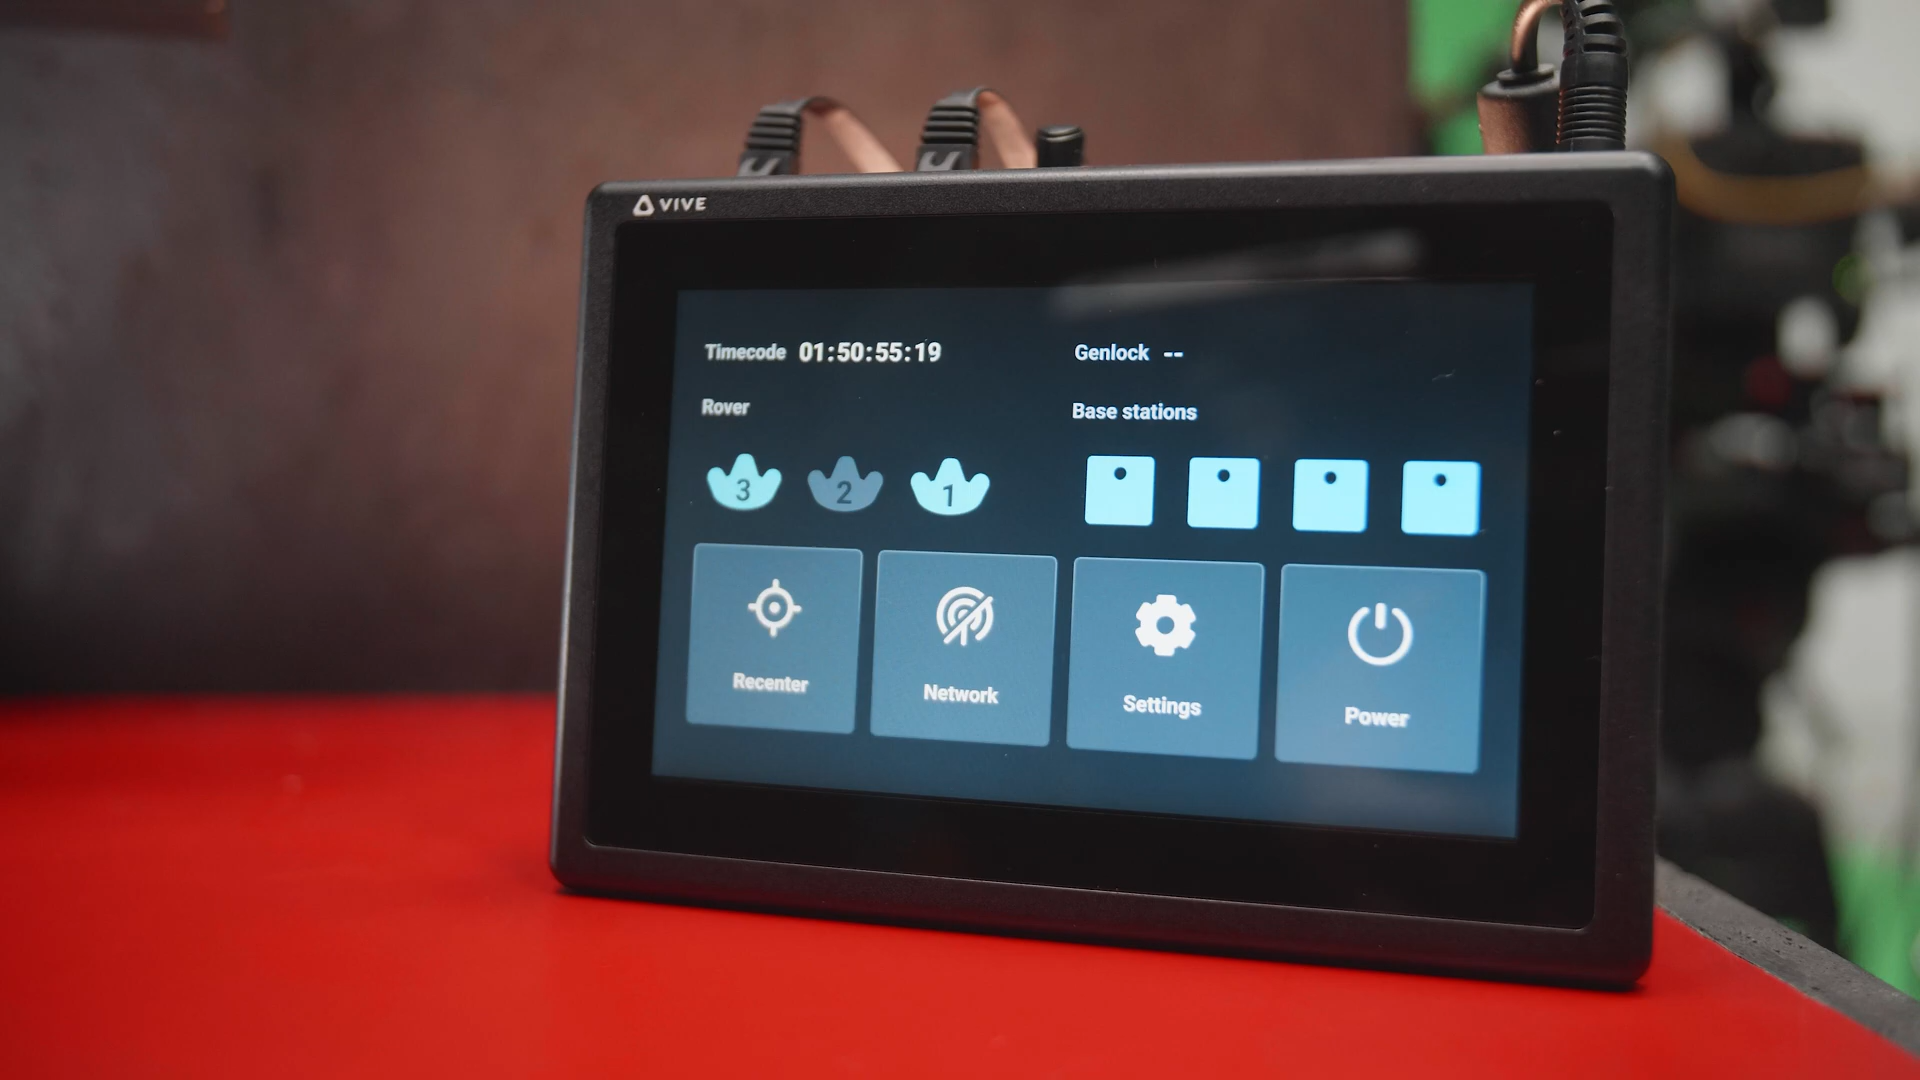 VIVE
Timecode 01:50:55:19
Genlock --
Rover
Base stations
3 2 1
Recenter
Network
Settings
Power